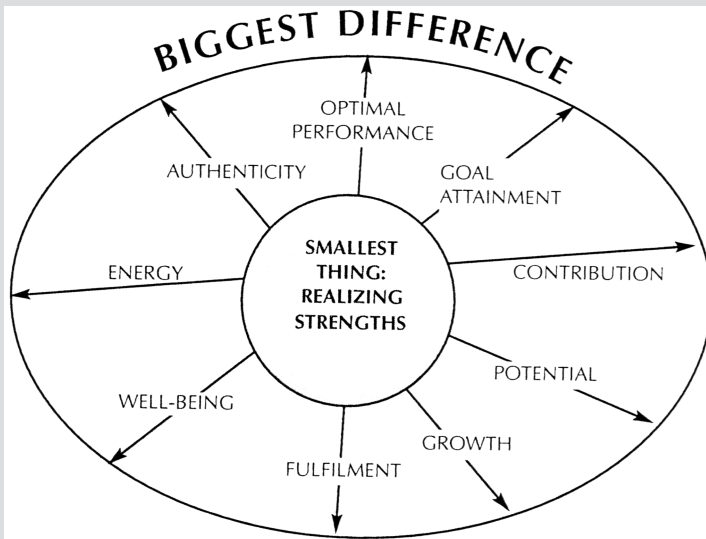 BIGGEST DIFFERENCE
OPTIMAL
PERFORMANCE
AUTHENTICITY
GOAL
ATTAINMENT
SMALLEST
THING:
REALIZING
STRENGTHS
ENERGY
CONTRIBUTION
POTENTIAL
WELL-BEING
GROWTH
FULFILMENT